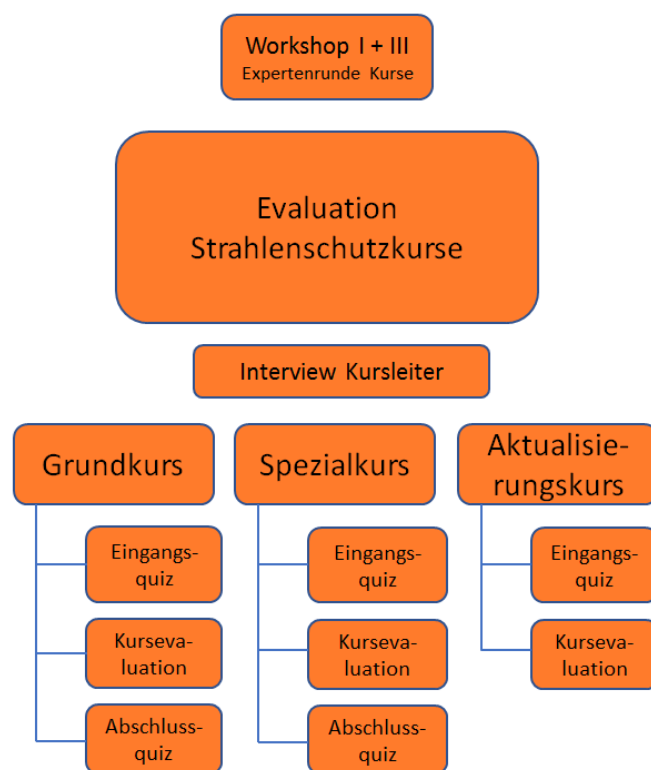 Workshop I + III
Expertenrunde Kurse
Evaluation
Strahlenschutzkurse
Interview Kursleiter
Grundkurs
Eingangs-
quiz
Kurseva-
luation
Abschluss-
quiz
Spezialkurs
Eingangs-
quiz
Kurseva-
luation
Abschluss-
quiz
Aktualisie-
rungskurs
Eingangs-
quiz
Kurseva-
luation